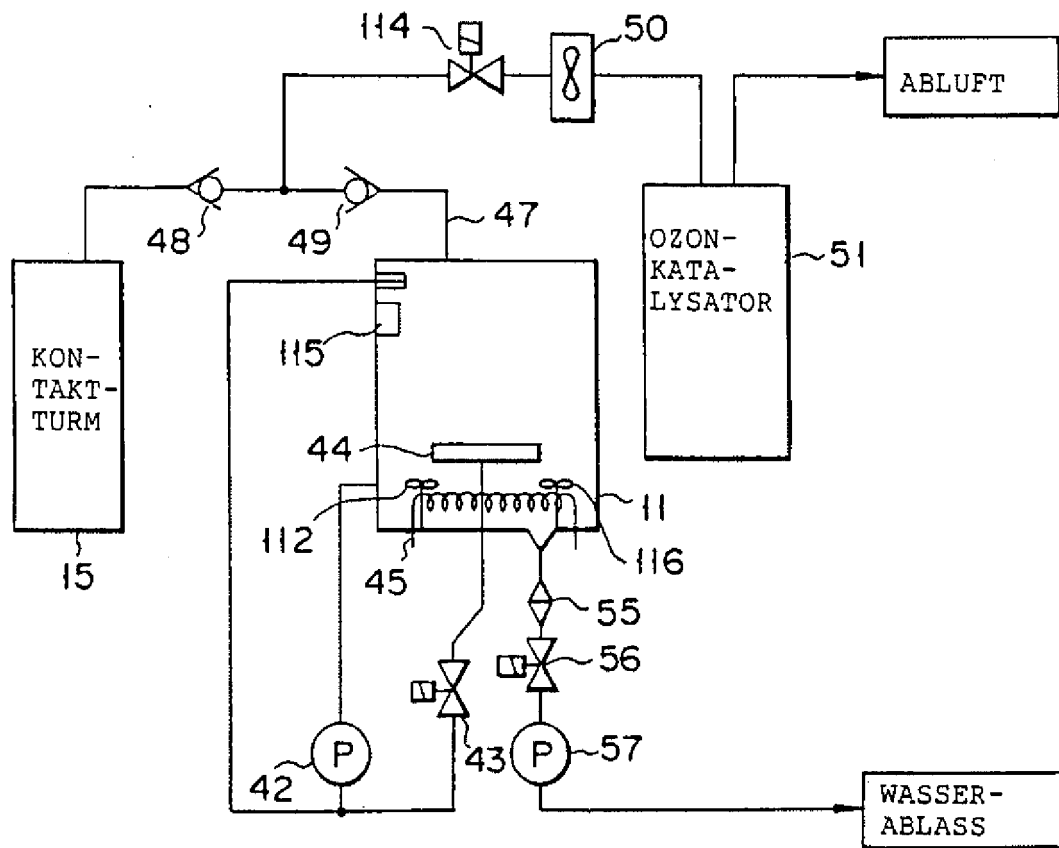 114
50
ABLUFT
48
49
47
OZON-
KATA-
LYSATOR
51
KON-
TAKT-
TURM
115
44
112
45
11
116
15
55
56
43
P
42
P
57
WASSER-
ABLASS